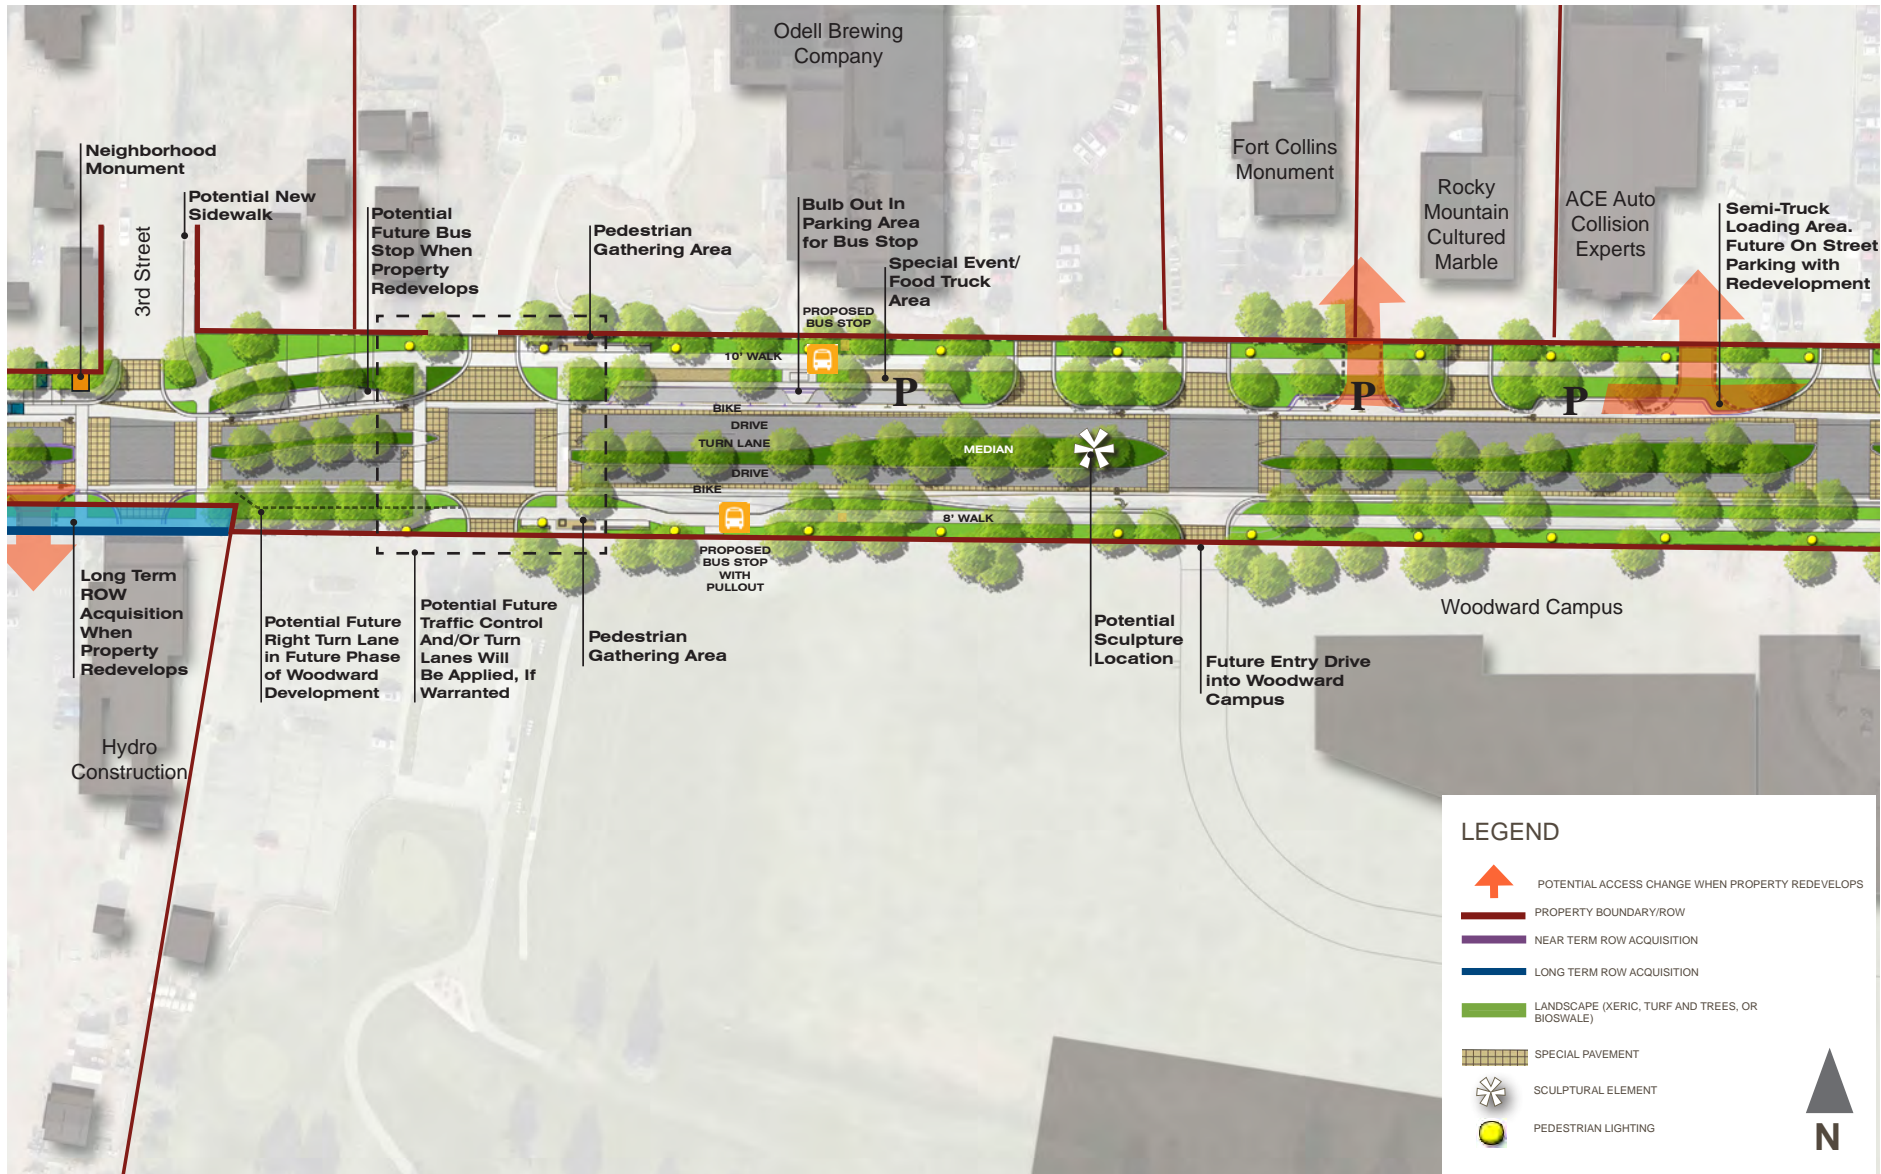 Odell Brewing
Company
Neighborhood
Monument
Potential New
Sidewalk
3rd Street
Potential
Future Bus
Stop When
Property
Redevelops
Pedestrian
Gathering Area
Bulb Out In
Parking Area
for Bus Stop
Special Event/
Food Truck
Area
Fort Collins
Monument
Rocky
Mountain
Cultured
Marble
ACE Auto
Collision
Experts
Semi-Truck
Loading Area.
Future On Street
Parking with
Redevelopment
PROPOSED
BUS STOP
10' WALK
P
P
P
BIKE
DRIVE
TURN LANE
MEDIAN
DRIVE
BIKE
8' WALK
PROPOSED
BUS STOP
WITH
PULLOUT
Long Term
ROW
Acquisition
When
Property
Redevelops
Potential Future
Right Turn Lane
in Future Phase
of Woodward
Development
Potential Future
Traffic Control
And/Or Turn
Lanes Will
Be Applied, If
Warranted
Pedestrian
Gathering Area
Potential
Sculpture
Location
Future Entry Drive
into Woodward
Campus
Woodward Campus
Hydro
Construction
LEGEND
POTENTIAL ACCESS CHANGE WHEN PROPERTY REDEVELOPS
PROPERTY BOUNDARY/ROW
NEAR TERM ROW ACQUISITION
LONG TERM ROW ACQUISITION
LANDSCAPE (XERIC, TURF AND TREES, OR
BIOSWALE)
SPECIAL PAVEMENT
SCULPTURAL ELEMENT
PEDESTRIAN LIGHTING
N